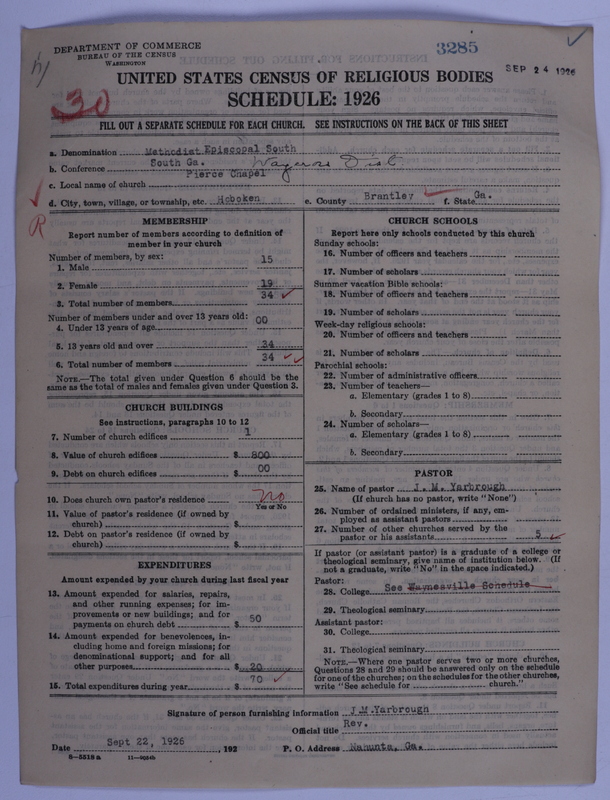 DEPARTMENT OF COMMERCE
BUREAU OF THE CENSUS
WASHINGTON
3285
SEP 24 1926
30
UNITED STATES CENSUS OF RELIGIOUS BODIES
SCHEDULE: 1926
FILL OUT A SEPARATE SCHEDULE FOR EACH CHURCH. SEE INSTRUCTIONS ON THE BACK OF THIS SHEET
a. Denomination Methodist Episcopal South
b. Conference South Ga. Waycross Dist
c. Local name of church Pierce Chapel
d. City, town, village, or township, etc. Hoboken e. County Brantley f. State Ga.
R
MEMBERSHIP
Report number of members according to definition of
member in your church
Number of members, by sex:
1. Male 15
2. Female 19
3. Total number of members 34
Number of members under and over 13 years old:
4. Under 13 years of age 00
5. 13 years old and over 34
6. Total number of members 34
NOTE.—The total given under Question 6 should be the
same as the total of males and females given under Question 3.
CHURCH BUILDINGS
See instructions, paragraphs 10 to 12
7. Number of church edifices 1
8. Value of church edifices $ 800
9. Debt on church edifices $ 00
10. Does church own pastor's residence no
Yes or No
11. Value of pastor's residence (if owned by
church) $
12. Debt on pastor's residence (if owned by
church) $
EXPENDITURES
Amount expended by your church during last fiscal year
13. Amount expended for salaries, repairs,
and other running expenses; for im-
provements or new buildings; and for
payments on church debt $ 50
14. Amount expended for benevolences, in-
cluding home and foreign missions; for
denominational support; and for all
other purposes $ 20
15. Total expenditures during year $ 70
CHURCH SCHOOLS
Report here only schools conducted by this church
Sunday schools:
16. Number of officers and teachers
17. Number of scholars
Summer vacation Bible schools:
18. Number of officers and teachers
19. Number of scholars
Week-day religious schools:
20. Number of officers and teachers
21. Number of scholars
Parochial schools:
22. Number of administrative officers
23. Number of teachers—
a. Elementary (grades 1 to 8)
b. Secondary
24. Number of scholars—
a. Elementary (grades 1 to 8)
b. Secondary
PASTOR
25. Name of pastor J. M. Yarbrough
(If church has no pastor, write "None")
26. Number of ordained ministers, if any, em-
ployed as assistant pastors
27. Number of other churches served by the
pastor or his assistants 5
If pastor (or assistant pastor) is a graduate of a college or
theological seminary, give name of institution below. (If
not a graduate, write "No" in the space indicated.)
Pastor:
28. College See Waynesville Schedule
29. Theological seminary
Assistant pastor:
30. College
31. Theological seminary
NOTE.—Where one pastor serves two or more churches,
Questions 28 and 29 should be answered only on the schedule
for one of the churches; on the schedules for the other churches,
write "See schedule for church."
Signature of person furnishing information J.M.Yarbrough
Official title Rev.
Date Sept 22, 1926 , 192 P. O. Address Nahunta, Ga.
8-5518a